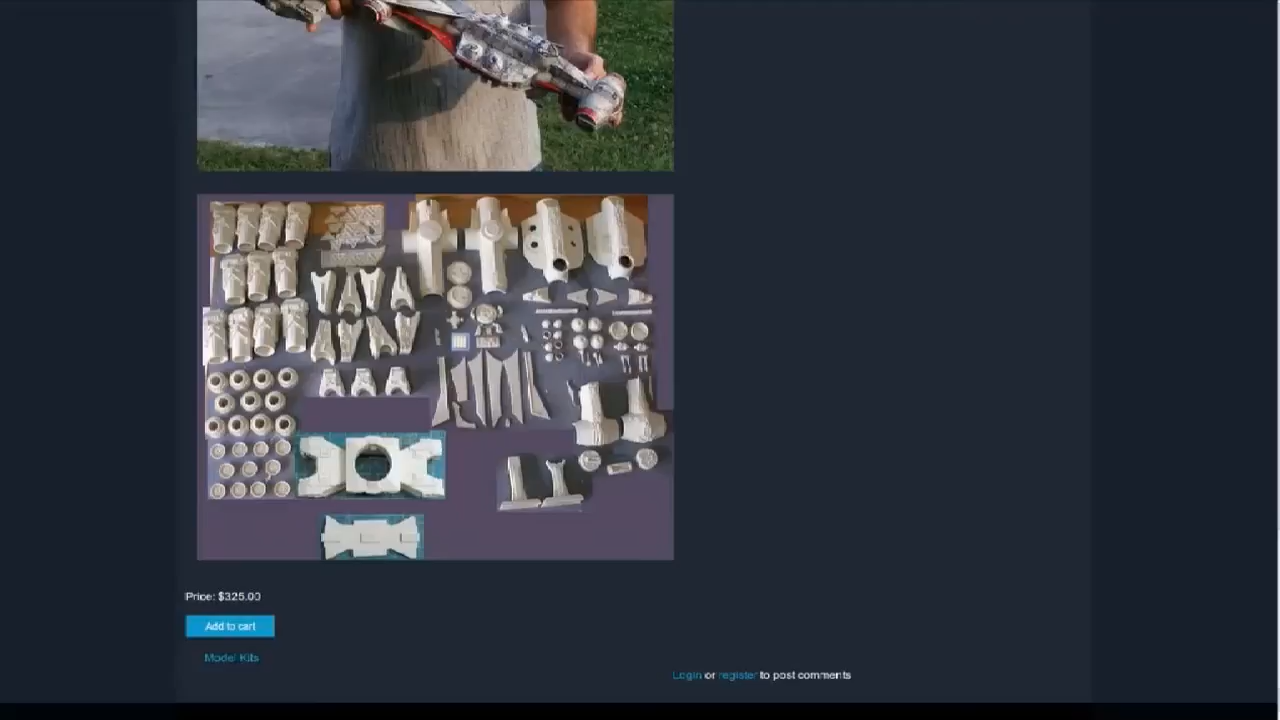 Price: $325.00
Add to cart
Model Kits
Login or register to post comments